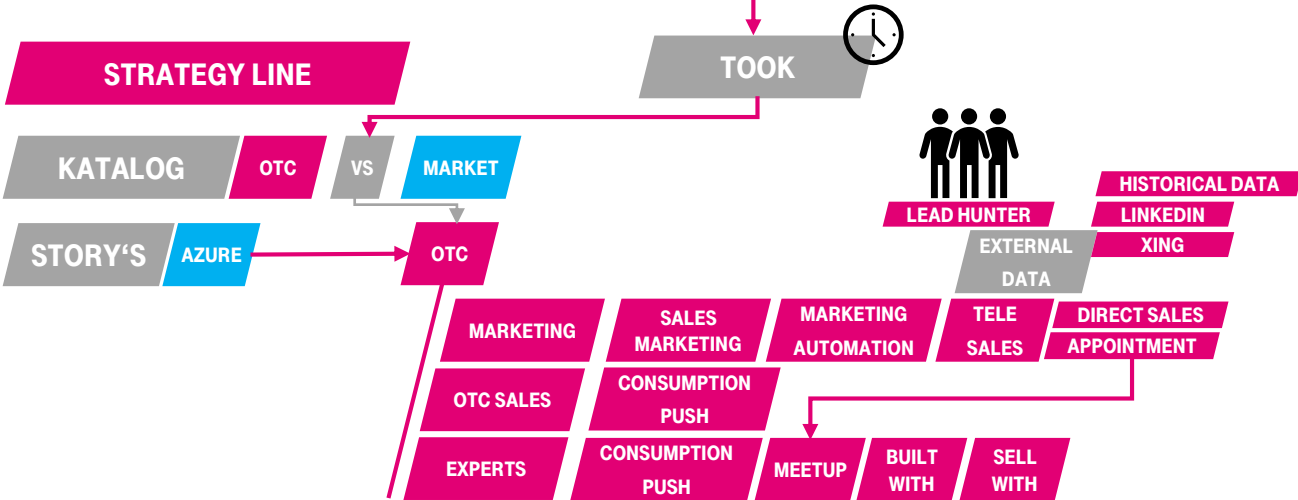 STRATEGY LINE
TOOK
KATALOG
OTC
VS
MARKET
STORY'S
AZURE
OTC
LEAD HUNTER
HISTORICAL DATA
LINKEDIN
XING
EXTERNAL
DATA
MARKETING
SALES
MARKETING
MARKETING
AUTOMATION
TELE
SALES
DIRECT SALES
APPOINTMENT
OTC SALES
CONSUMPTION
PUSH
EXPERTS
CONSUMPTION
PUSH
MEETUP
BUILT
WITH
SELL
WITH